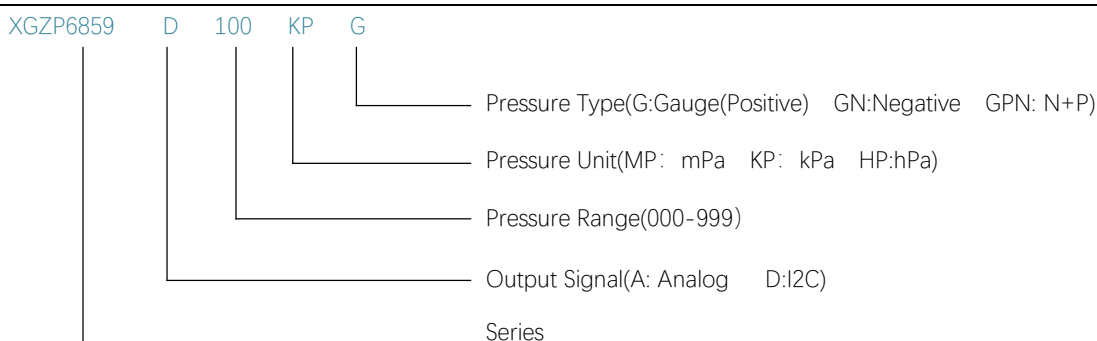 XGZP6859 D 100 KP G
Pressure Type(G:Gauge(Positive) GN:Negative GPN: N+P)
Pressure Unit(MP： mPa KP： kPa HP:hPa)
Pressure Range(000-999）
Output Signal(A: Analog D:I2C)
Series